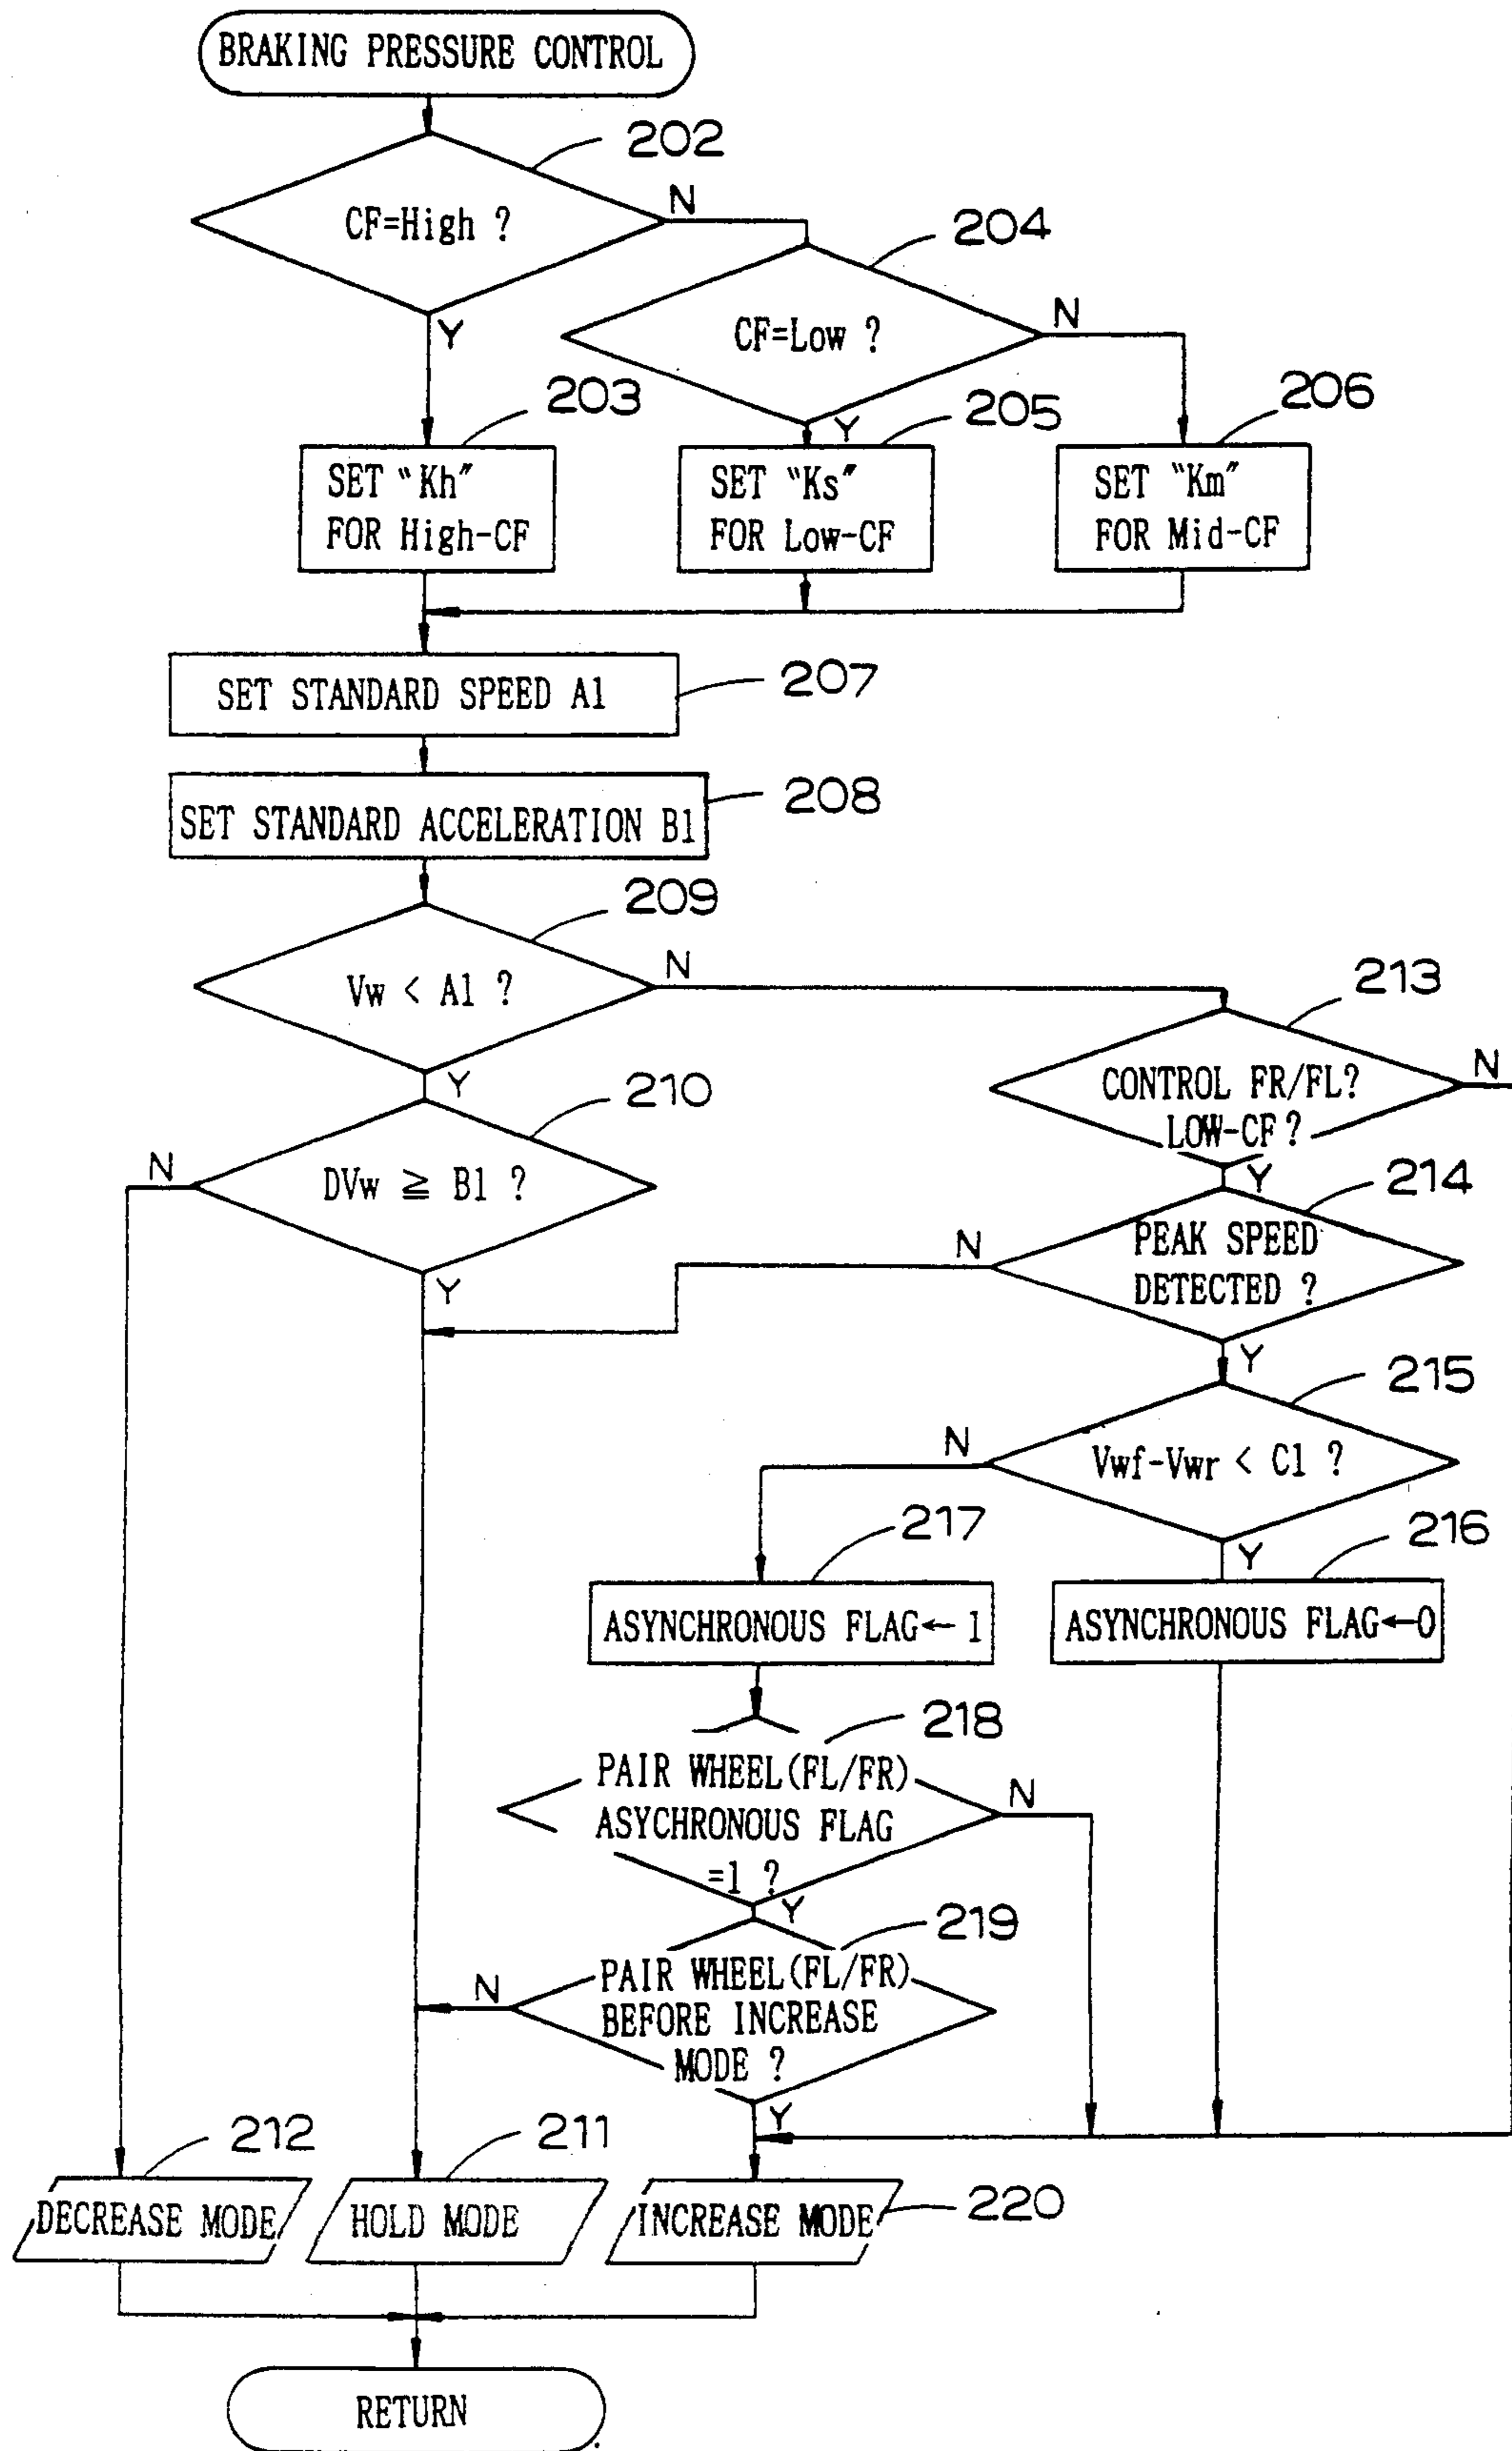 BRAKING PRESSURE CONTROL
202
CF=High ?
N
Y
204
CF=Low ?
N
Y
203
SET “Kh”
FOR High-CF
205
SET “Ks”
FOR Low-CF
206
SET “Km”
FOR Mid-CF
207
SET STANDARD SPEED A1
208
SET STANDARD ACCELERATION B1
209
Vw < A1 ?
N
Y
210
DVw ≧ B1 ?
N
Y
213
CONTROL FR/FL?
LOW-CF ?
N
Y
214
PEAK SPEED
DETECTED ?
N
Y
215
Vwf-Vwr < C1 ?
N
Y
217
ASYNCHRONOUS FLAG← 1
216
ASYNCHRONOUS FLAG←0
218
PAIR WHEEL(FL/FR)
ASYCHRONOUS FLAG
=1 ?
N
Y
219
PAIR WHEEL(FL/FR)
BEFORE INCREASE
MODE ?
N
Y
212
DECREASE MODE
211
HOLD MODE
INCREASE MODE
220
RETURN